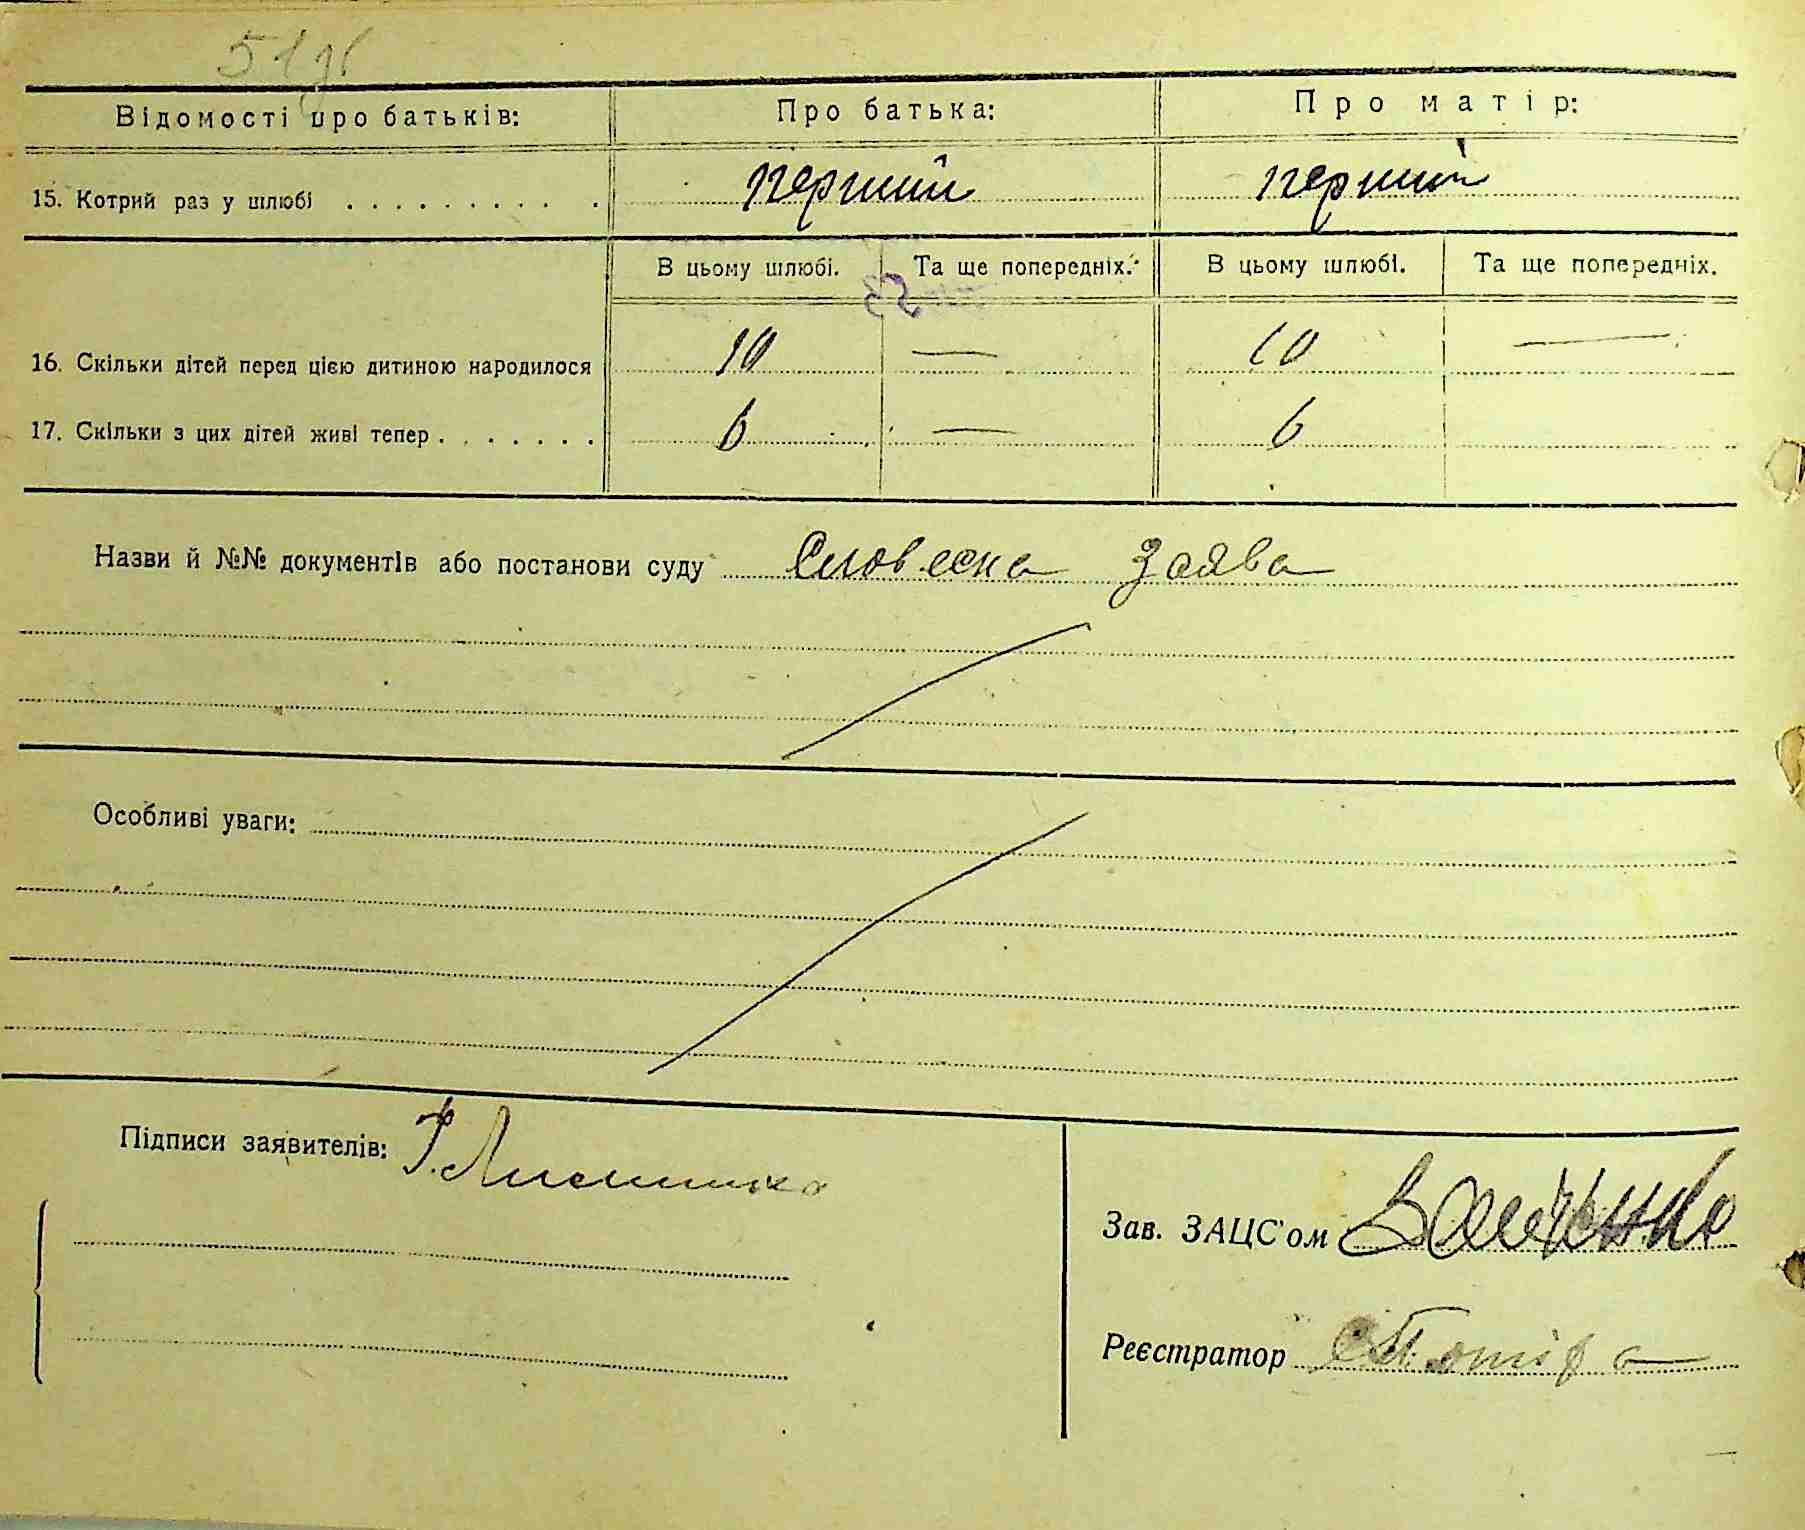 51
Відомості про батьків: Про батька: Про матір:
15. Котрий раз у шлюбі . . . . . . . . . . перший перший
В цьому шлюбі. Та ще попередніх. В цьому шлюбі. Та ще попередніх.
16. Скільки дітей перед цією дитиною народилося 10 — 10 —
17. Скільки з цих дітей живі тепер . . . . . . . 6 — 6
Назви й №№ документів або постанови суду Словесна заява
Особливі уваги:
Підписи заявителів:
Зав. ЗАЦС'ом
Реєстратор